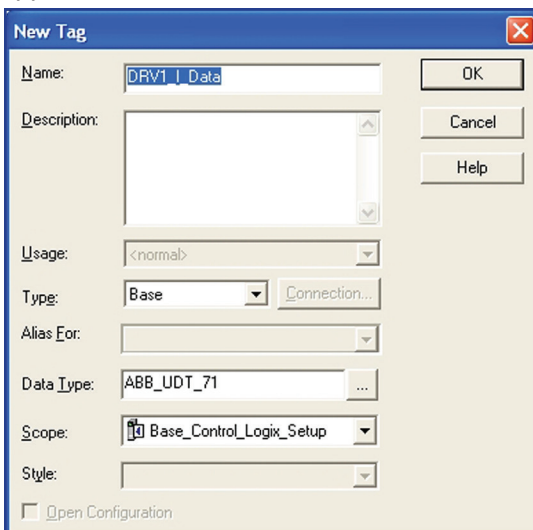 New Tag
Name: DRV1_I_Data OK
Description: Cancel
Help
Usage: <normal>
Type: Base Connection...
Alias For:
Data Type: ABB_UDT_71 ...
Scope: Base_Control_Logix_Setup
Style:
Open Configuration